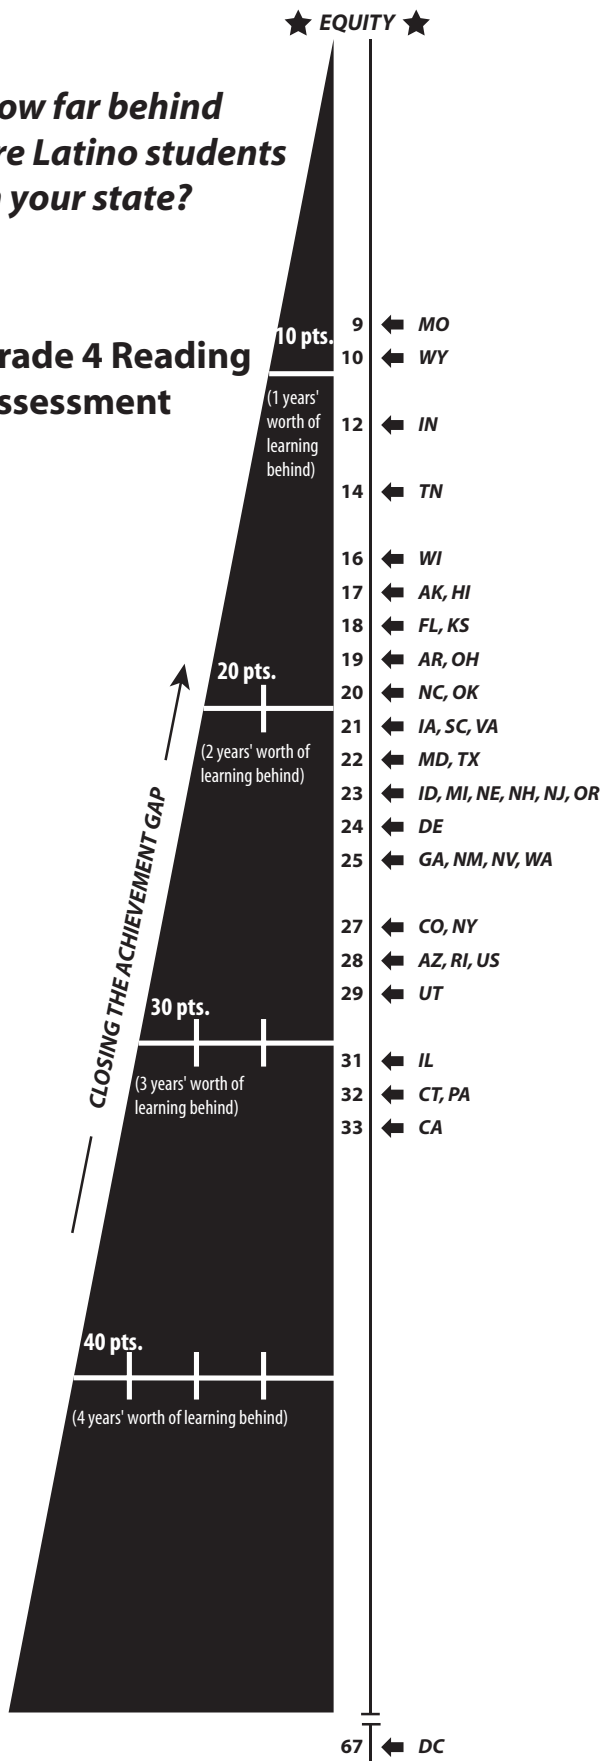 EQUITY
ow far behind
re Latino students
your state?
rade 4 Reading
ssessment
10 pts.
(1 years'
worth of
learning
behind)
9 MO
10 WY
12 IN
14 TN
16 WI
17 AK, HI
18 FL, KS
19 AR, OH
20 NC, OK
21 IA, SC, VA
22 MD, TX
23 ID, MI, NE, NH, NJ, OR
24 DE
25 GA, NM, NV, WA
27 CO, NY
28 AZ, RI, US
29 UT
31 IL
32 CT, PA
33 CA
20 pts.
(2 years' worth of
learning behind)
CLOSING THE ACHIEVEMENT GAP
30 pts.
(3 years' worth of
learning behind)
40 pts.
(4 years' worth of learning behind)
67 DC